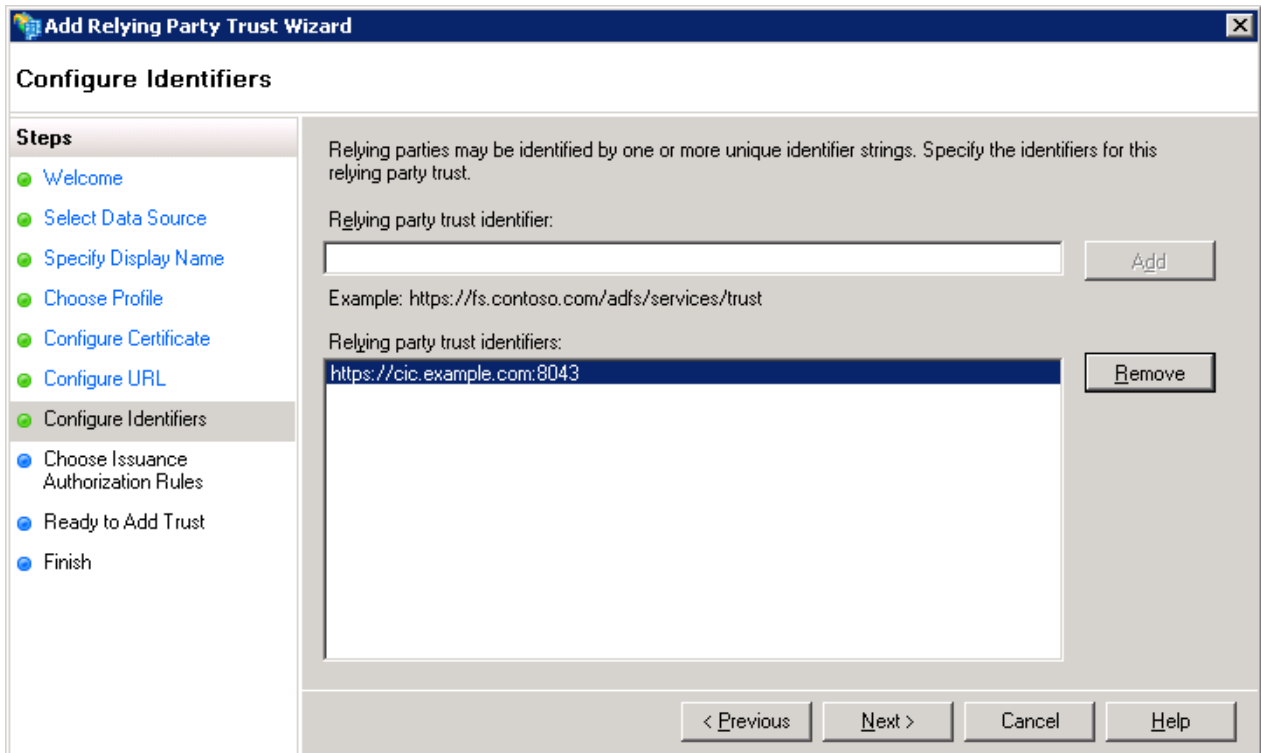 Add Relying Party Trust Wizard
Configure Identifiers
Steps
Welcome
Select Data Source
Specify Display Name
Choose Profile
Configure Certificate
Configure URL
Configure Identifiers
Choose Issuance
Authorization Rules
Ready to Add Trust
Finish
Relying parties may be identified by one or more unique identifier strings. Specify the identifiers for this
relying party trust.
Relying party trust identifier:
Add
Example: https://fs.contoso.com/adfs/services/trust
Relying party trust identifiers:
https://cic.example.com:8043
Remove
< Previous
Next >
Cancel
Help